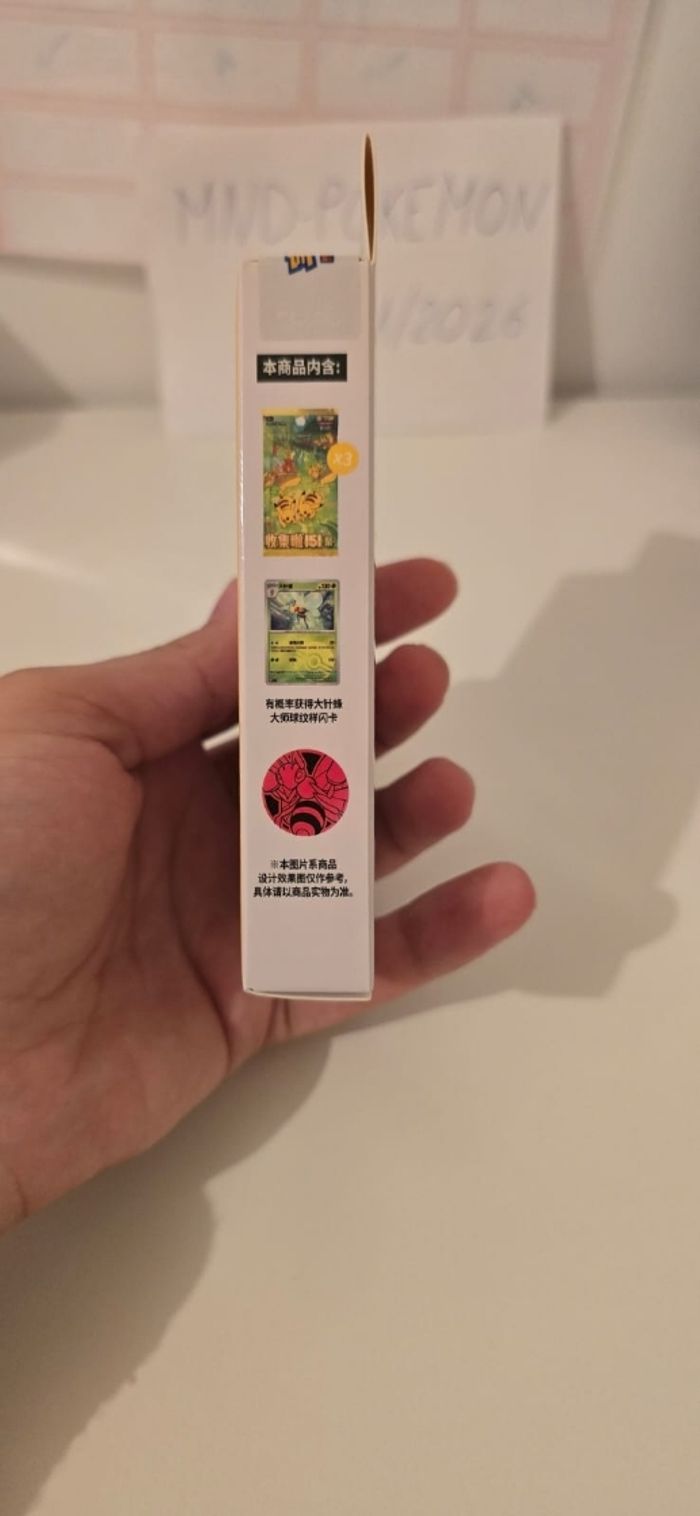 MND-POKEMON
/2026
本商品内含:
X3
收集啦151
有概率获得大针蜂
大师球纹样闪卡
※本图片系商品
设计效果图仅作参考,
具体请以商品实物为准。